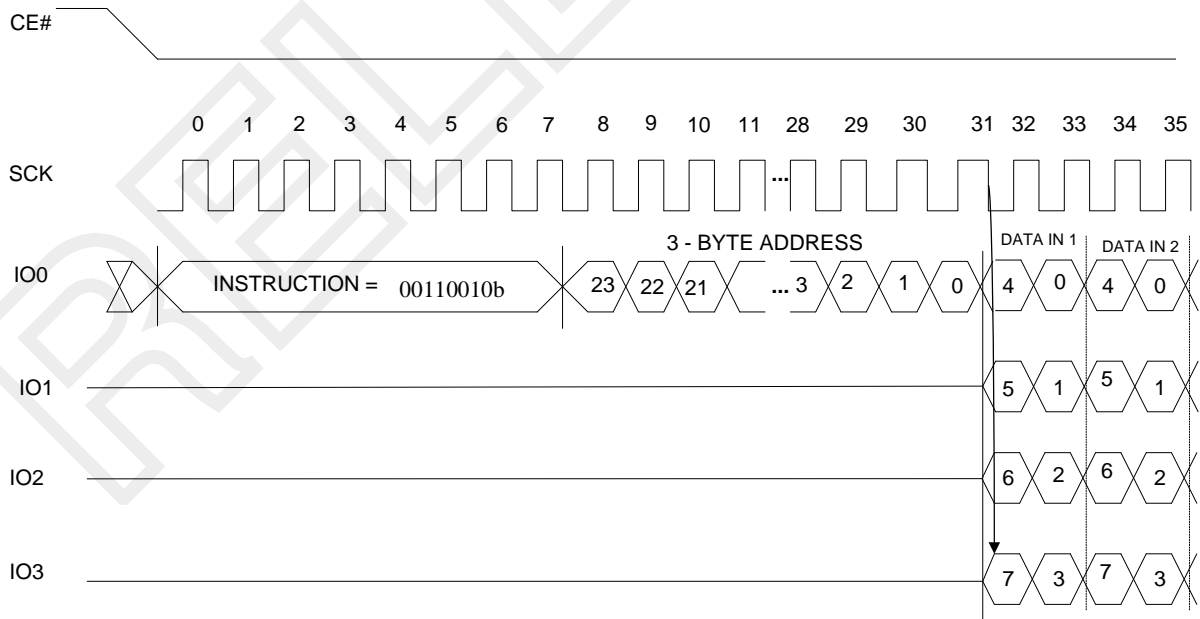 CE#
0 1 2 3 4 5 6 7 8 9 10 11 28 29 30 31 32 33 34 35
SCK ...
3 - BYTE ADDRESS DATA IN 1 DATA IN 2
IO0 INSTRUCTION = 00110010b 23 22 21 ... 3 2 1 0 4 0 4 0
IO1 5 1 5 1
IO2 6 2 6 2
IO3 7 3 7 3